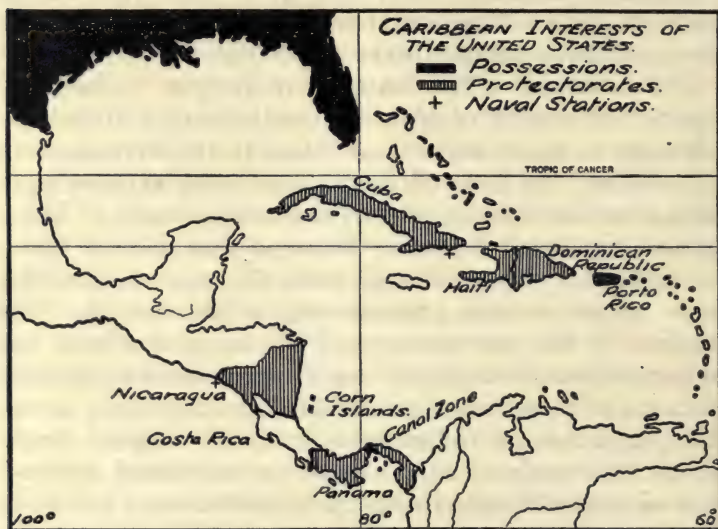 CARIBBEAN INTERESTS OF
THE UNITED STATES.
Possessions.
Protectorates.
+ Naval Stations.
TROPIC OF CANCER
Cuba
Dominican
Republic
Haiti
Porto
Rico
Nicaragua
Corn
Islands.
Canal Zone
Costa Rica
Panama
100°
80°
60°